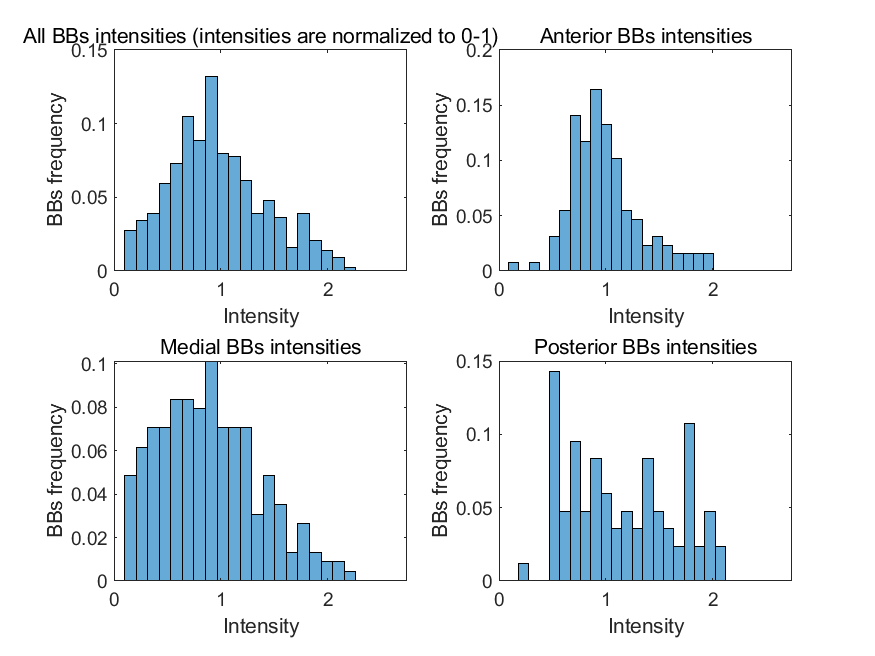 All BBs intensities (intensities are normalized to 0-1)
0.15
0.1
0.05
0
BBs frequency
0 1 2
Intensity
Anterior BBs intensities
0.2
0.15
0.1
0.05
0
BBs frequency
0 1 2
Intensity
Medial BBs intensities
0.1
0.08
0.06
0.04
0.02
0
BBs frequency
0 1 2
Intensity
Posterior BBs intensities
0.15
0.1
0.05
0
BBs frequency
0 1 2
Intensity